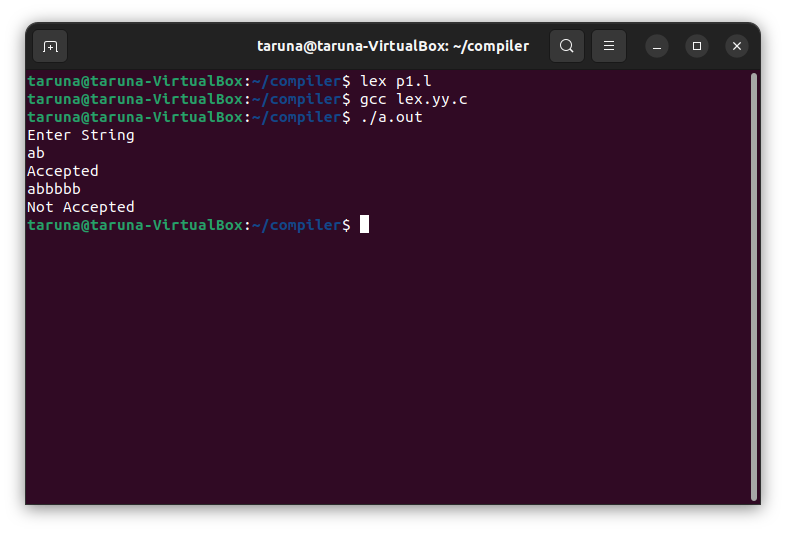 taruna@taruna-VirtualBox: ~/compiler
taruna@taruna-VirtualBox:~/compiler$ lex p1.l
taruna@taruna-VirtualBox:~/compiler$ gcc lex.yy.c
taruna@taruna-VirtualBox:~/compiler$ ./a.out
Enter String
ab
Accepted
abbbbb
Not Accepted
taruna@taruna-VirtualBox:~/compiler$